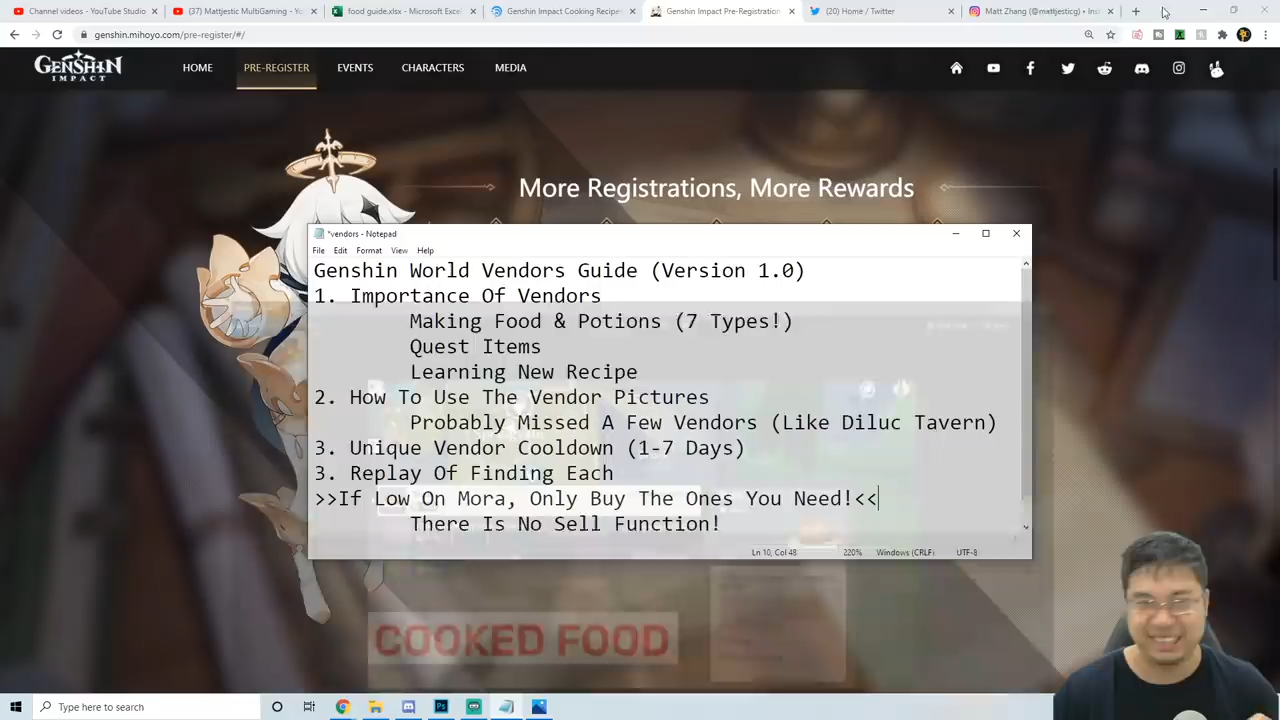 Channel videos - YouTube Studio
(37) Mattjestic MultiGaming - YouT
food guide.xlsx - Microsoft Excel
Genshin Impact Cooking Recipes
Genshin Impact Pre-Registration
(20) Home / Twitter
Matt Zhang (@mattjesticg) • Inst
genshin.mihoyo.com/pre-register/#/
GENSHIN
IMPACT
HOME
PRE-REGISTER
EVENTS
CHARACTERS
MEDIA
More Registrations, More Rewards
*vendors - Notepad
File Edit Format View Help
Genshin World Vendors Guide (Version 1.0)
1. Importance Of Vendors
Making Food & Potions (7 Types!)
Quest Items
Learning New Recipe
2. How To Use The Vendor Pictures
Probably Missed A Few Vendors (Like Diluc Tavern)
3. Unique Vendor Cooldown (1-7 Days)
3. Replay Of Finding Each
>>If Low On Mora, Only Buy The Ones You Need!<<
There Is No Sell Function!
Ln 10, Col 48
220%
Windows (CRLF)
UTF-8
COOKED FOOD
Type here to search